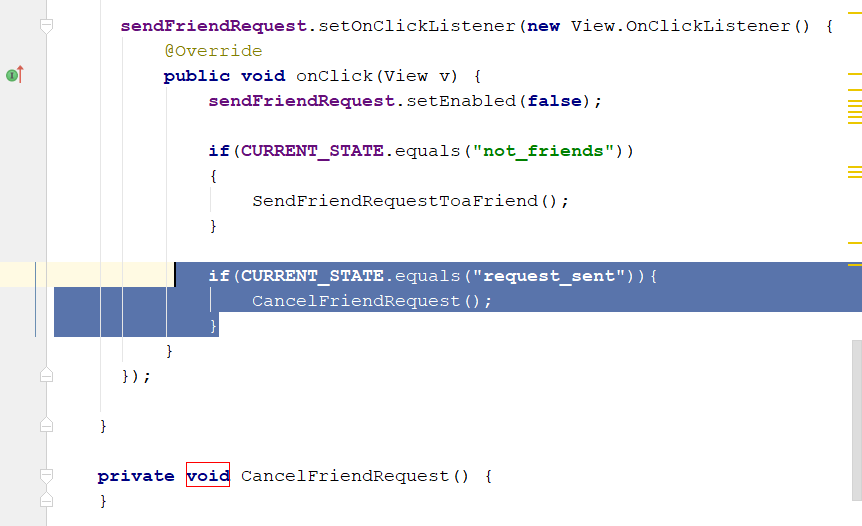 sendFriendRequest.setOnClickListener(new View.OnClickListener() {
@Override
public void onClick(View v) {
sendFriendRequest.setEnabled(false);
if(CURRENT_STATE.equals("not_friends"))
{
SendFriendRequestToaFriend();
}
if(CURRENT_STATE.equals("request_sent")){
CancelFriendRequest();
}
}
});
}
private void CancelFriendRequest() {
}